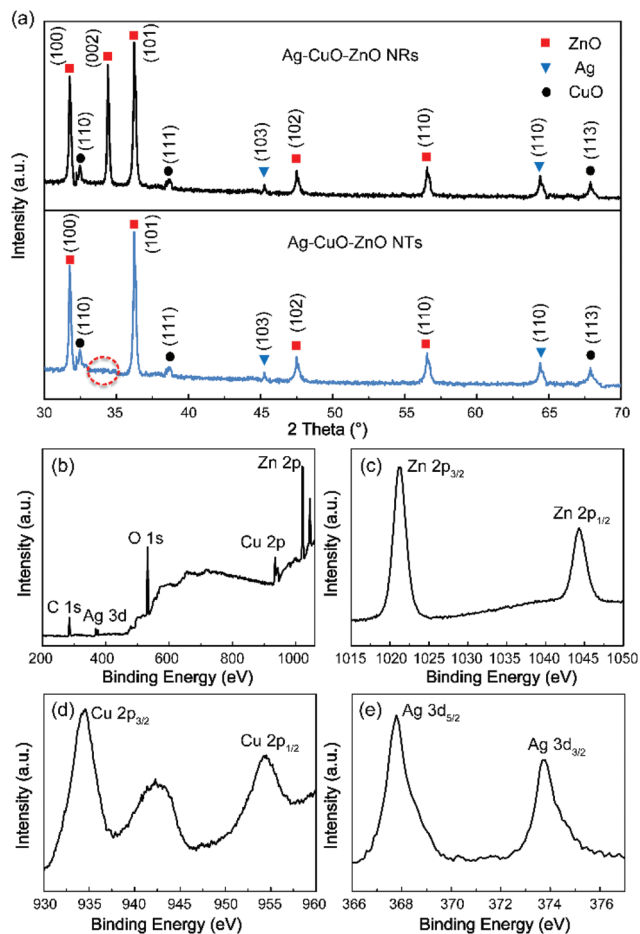 (a)
Ag-CuO-ZnO NRs
ZnO
Ag
CuO
(100)
(110)
(002)
(101)
(111)
(103)
(102)
(110)
(110)
(113)
Ag-CuO-ZnO NTs
(100)
(110)
(101)
(111)
(103)
(102)
(110)
(110)
(113)
Intensity (a.u.)
30 35 40 45 50 55 60 65 70
2 Theta (°)
(b)
C 1s
Ag 3d
O 1s
Cu 2p
Zn 2p
Intensity (a.u.)
200 400 600 800 1000
Binding Energy (eV)
(c)
Zn 2p3/2
Zn 2p1/2
Intensity (a.u.)
1015 1020 1025 1030 1035 1040 1045 1050
Binding Energy (eV)
(d)
Cu 2p3/2
Cu 2p1/2
Intensity (a.u.)
930 935 940 945 950 955 960
Binding Energy (eV)
(e)
Ag 3d5/2
Ag 3d3/2
Intensity (a.u.)
366 368 370 372 374 376
Binding Energy (eV)